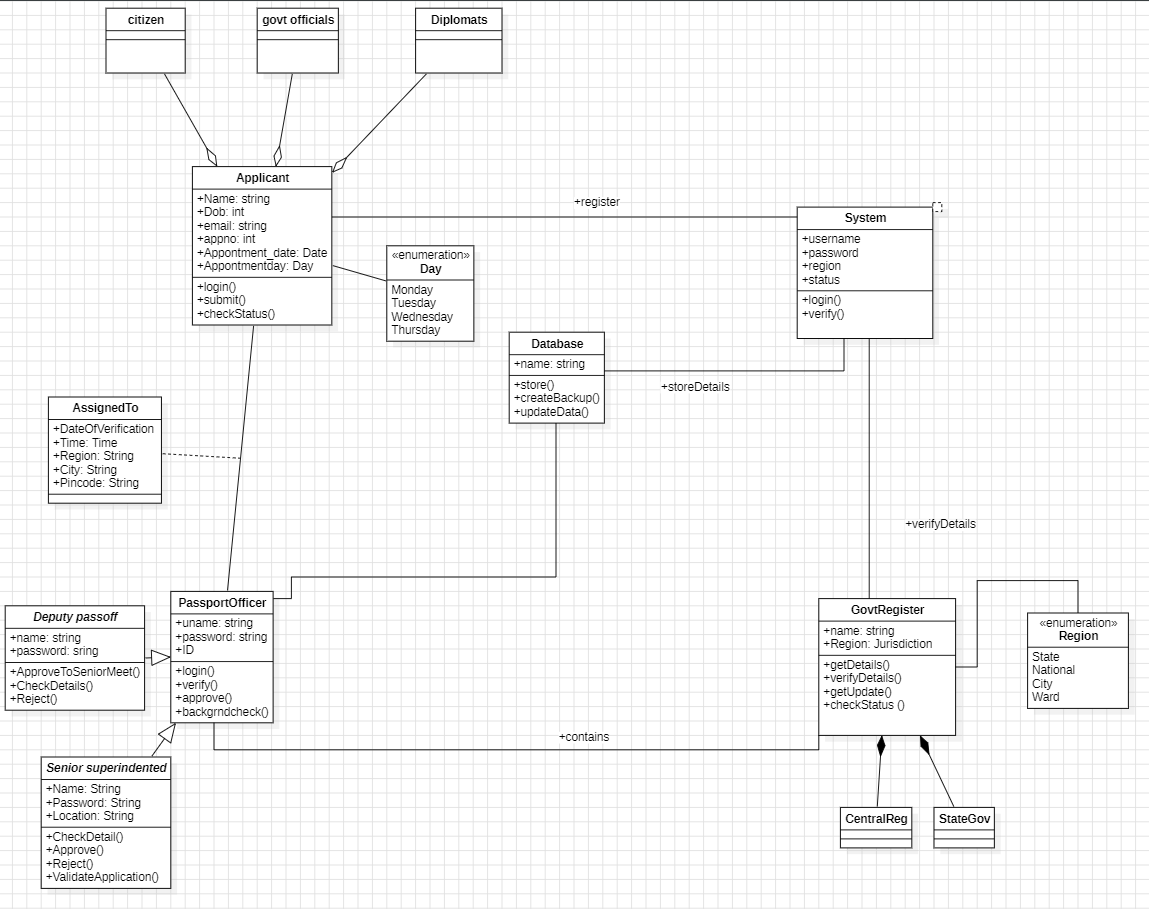 citizen
govt officials
Diplomats
Applicant
+Name: string
+Dob: int
+email: string
+appno: int
+Appontment_date: Date
+Appontmentday: Day
+login()
+submit()
+checkStatus()
+register
System
+username
+password
+region
+status
+login()
+verify()
«enumeration»
Day
Monday
Tuesday
Wednesday
Thursday
Database
+name: string
+store()
+createBackup()
+updateData()
+storeDetails
AssignedTo
+DateOfVerification
+Time: Time
+Region: String
+City: String
+Pincode: String
+verifyDetails
Deputy passoff
+name: string
+password: sring
+ApproveToSeniorMeet()
+CheckDetails()
+Reject()
PassportOfficer
+uname: string
+password: string
+ID
+login()
+verify()
+approve()
+backgrndcheck()
GovtRegister
+name: string
+Region: Jurisdiction
+getDetails()
+verifyDetails()
+getUpdate()
+checkStatus ()
«enumeration»
Region
State
National
City
Ward
+contains
Senior superindented
+Name: String
+Password: String
+Location: String
+CheckDetail()
+Approve()
+Reject()
+ValidateApplication()
CentralReg
StateGov